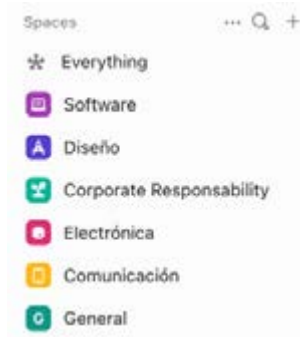 Spaces
Everything
Software
Diseño
Corporate Responsability
Electrónica
Comunicación
G General